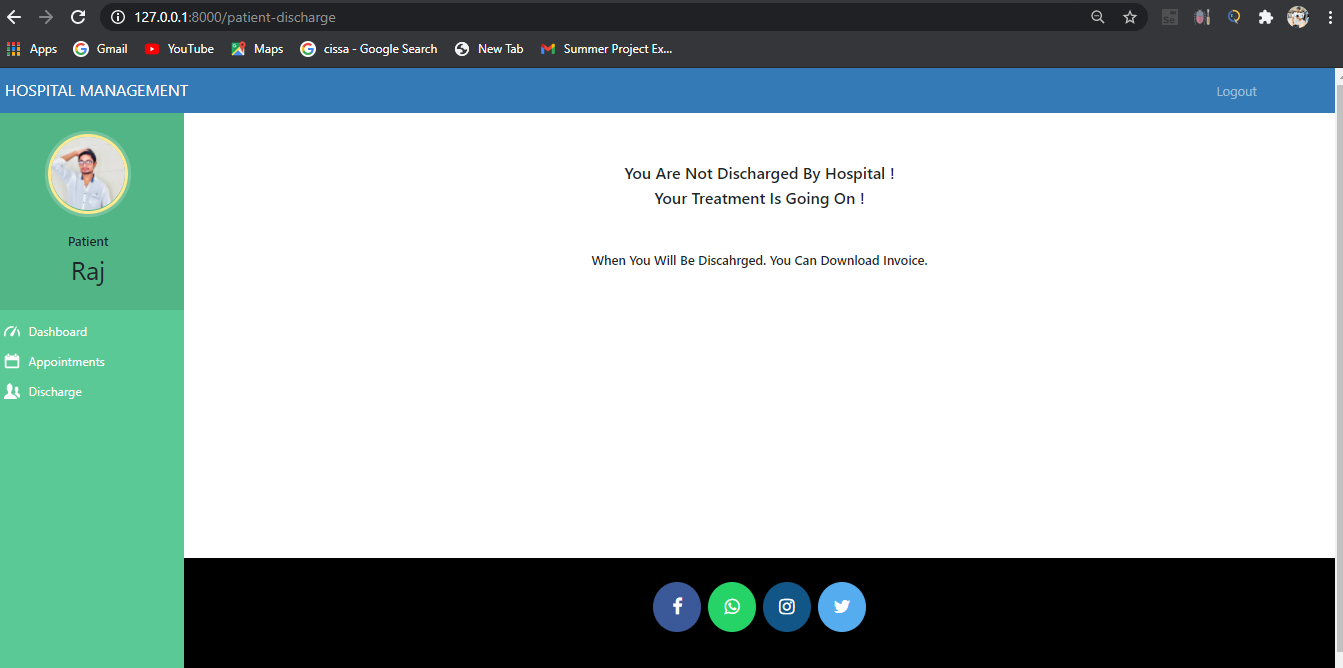 127.0.0.1:8000/patient-discharge
Apps Gmail YouTube Maps cissa - Google Search New Tab Summer Project Ex...
HOSPITAL MANAGEMENT Logout
Patient
Raj
Dashboard
Appointments
Discharge
You Are Not Discharged By Hospital !
Your Treatment Is Going On !
When You Will Be Discahrged. You Can Download Invoice.